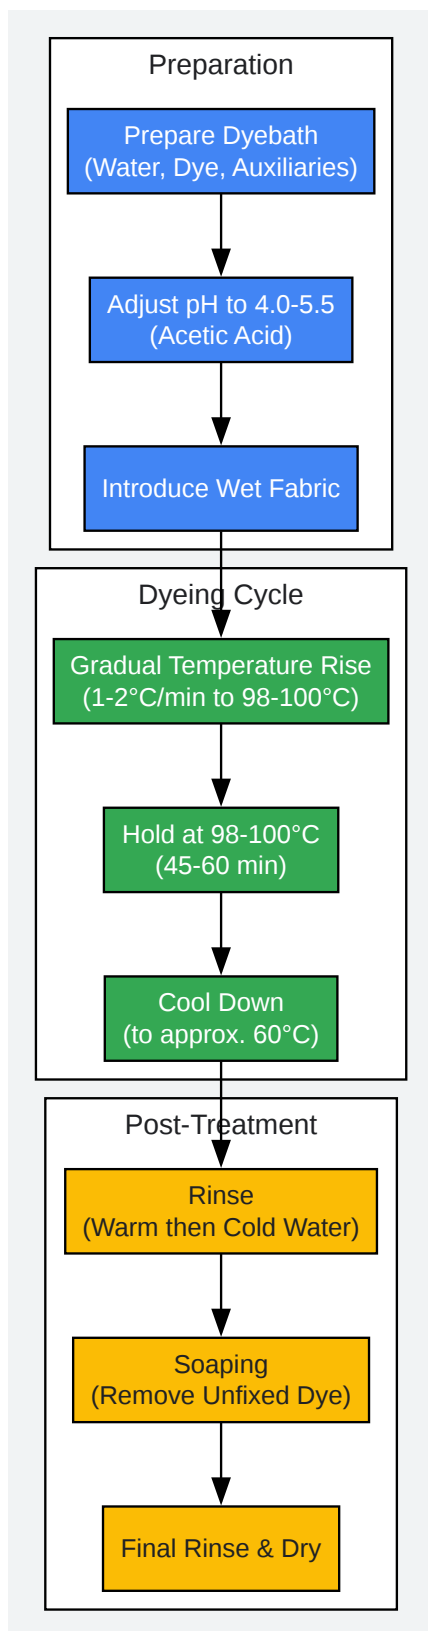 Preparation
Prepare Dyebath
(Water, Dye, Auxiliaries)
Adjust pH to 4.0-5.5
(Acetic Acid)
Introduce Wet Fabric
Dyeing Cycle
Gradual Temperature Rise
(1-2°C/min to 98-100°C)
Hold at 98-100°C
(45-60 min)
Cool Down
(to approx. 60°C)
Post-Treatment
Rinse
(Warm then Cold Water)
Soaping
(Remove Unfixed Dye)
Final Rinse & Dry